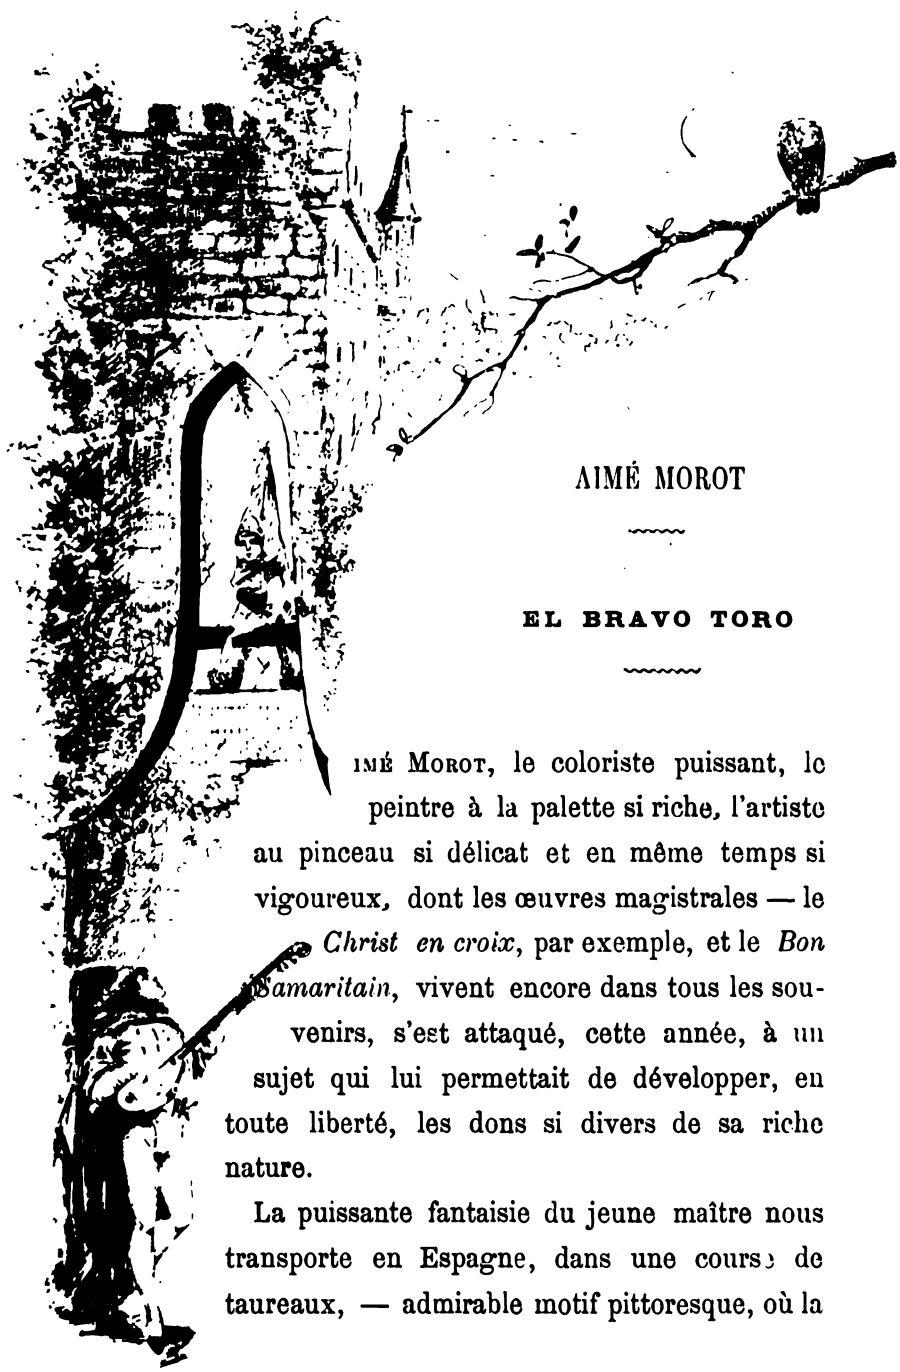 AIMÉ MOROT
EL BRAVO TORO
AIMÉ MOROT, le coloriste puissant, le
peintre à la palette si riche, l'artiste
au pinceau si délicat et en même temps si
vigoureux, dont les œuvres magistrales — le
Christ en croix, par exemple, et le Bon
Samaritain, vivent encore dans tous les sou-
venirs, s'est attaqué, cette année, à un
sujet qui lui permettait de développer, en
toute liberté, les dons si divers de sa riche
nature.
La puissante fantaisie du jeune maître nous
transporte en Espagne, dans une course de
taureaux, — admirable motif pittoresque, où la